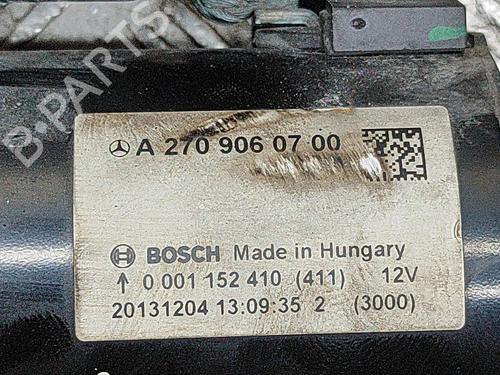 B-PARTS
A 270 906 07 00
BOSCH Made in Hungary
↑ 0 001 152 410 (411) 12V
20131204 13:09:35 2 (3000)